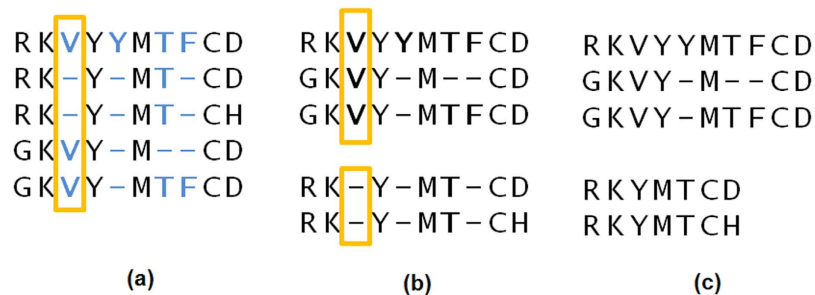 RKVYYMTFCD
RK-Y-MT-CD
RK-Y-MT-CH
GKVY-M--CD
GKVY-MTFCD
(a)
RKVYYMTFCD
GKVY-M--CD
GKVY-MTFCD
RK-Y-MT-CD
RK-Y-MT-CH
(b)
RKVYYMTFCD
GKVY-M--CD
GKVY-MTFCD
RKYMTCD
RKYMTCH
(c)